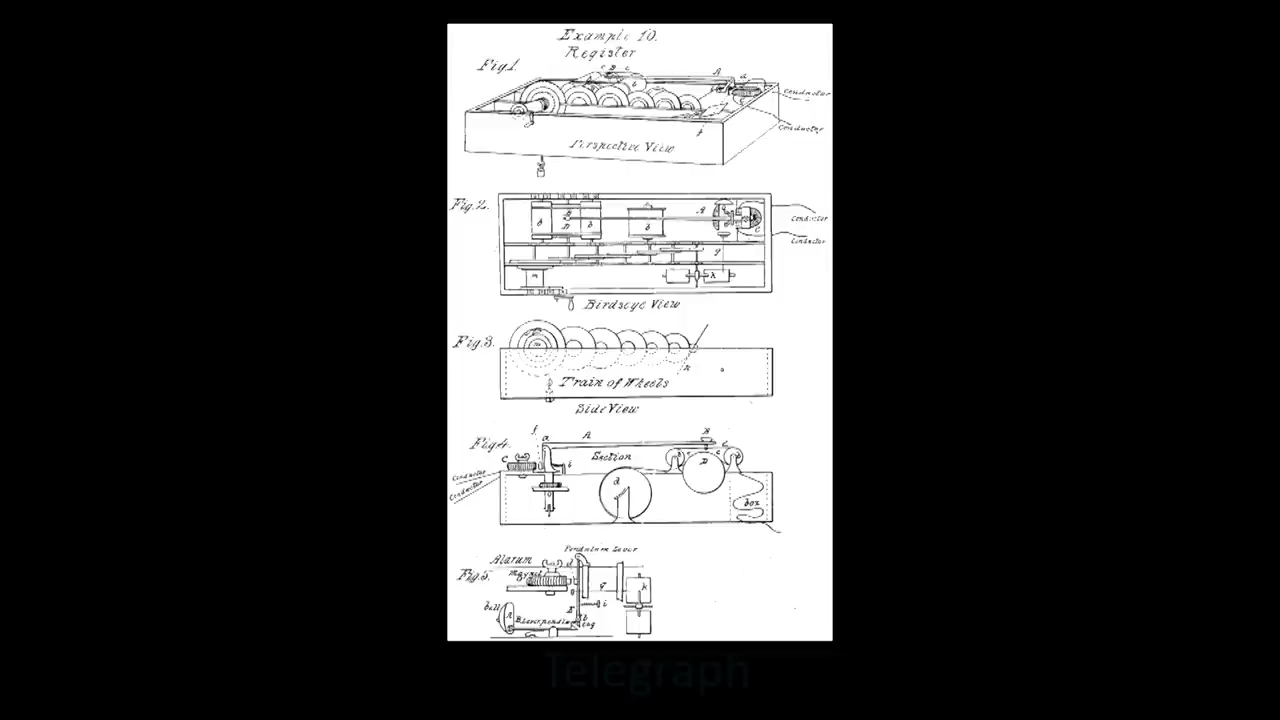 Example 10.
Register
Fig.1.
A
a
Conductor
Conductor
Perspective View
Fig.2.
A
Conductor
Conductor
Birdseye View
Fig.3.
Train of Wheels
Side View
Fig.4.
a
A
B
Section
C
D
d
box
Conductor
Conductor
Pendulum Lever
Alarum
Fig.5.
Magnet
d
q
k
i
E
bell
Telegraph